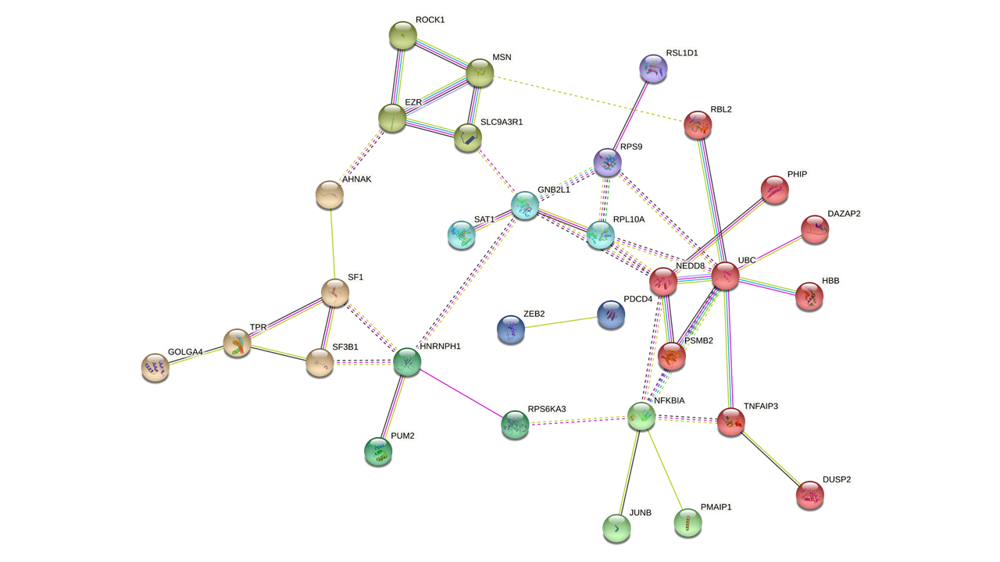 ROCK1
MSN
RSL1D1
EZR
RBL2
SLC9A3R1
RPS9
PHIP
AHNAK
GNB2L1
DAZAP2
SAT1
RPL10A
UBC
NEDD8
SF1
HBB
PDCD4
ZEB2
TPR
PSMB2
SF3B1
HNRNPH1
GOLGA4
NFKBIA
TNFAIP3
RPS6KA3
PUM2
DUSP2
PMAIP1
JUNB